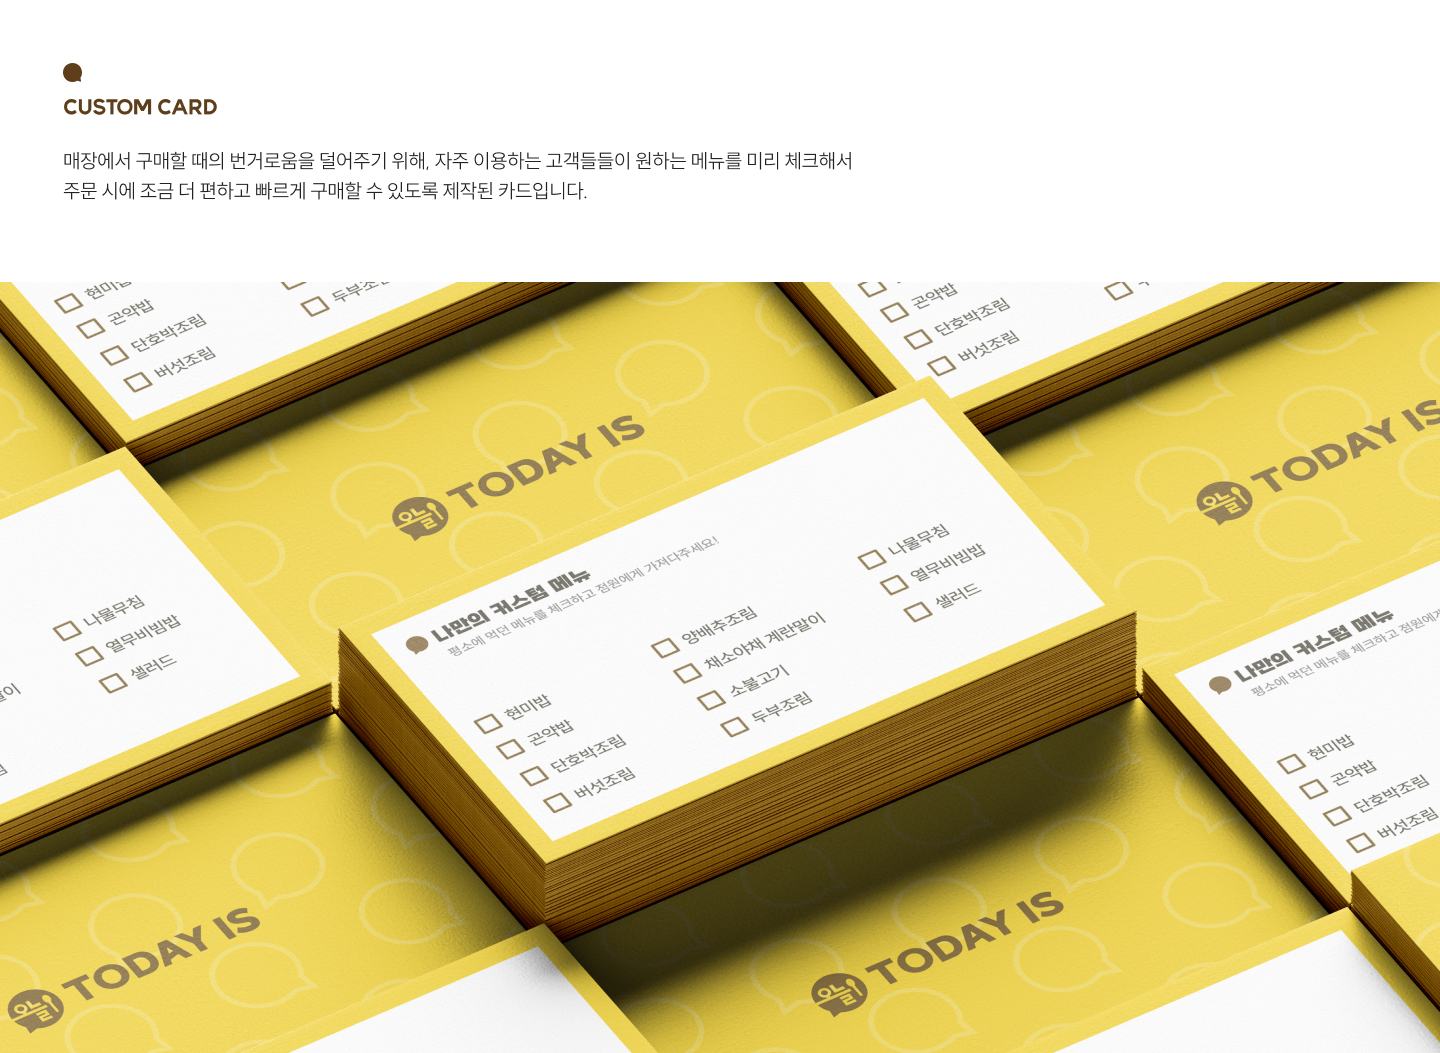 CUSTOM CARD
매장에서 구매할 때의 번거로움을 덜어주기 위해, 자주 이용하는 고객들들이 원하는 메뉴를 미리 체크해서
주문 시에 조금 더 편하고 빠르게 구매할 수 있도록 제작된 카드입니다.
현미밥
곤약밥
단호박조림
버섯조림
두부조림
곤약밥
단호박조림
버섯조림
오늘 TODAY IS
오늘 TODAY IS
나만의 커스텀 메뉴
평소에 먹던 메뉴를 체크하고 정원에게 가져다주세요!
현미밥
곤약밥
단호박조림
버섯조림
양배추조림
채소야채 계란말이
소불고기
두부조림
나물무침
열무비빔밥
샐러드
나물무침
열무비빔밥
샐러드
나만의 커스텀 메뉴
평소에 먹던 메뉴를 체크하고 정원에게
현미밥
곤약밥
단호박조림
버섯조림
오늘 TODAY IS
오늘 TODAY IS